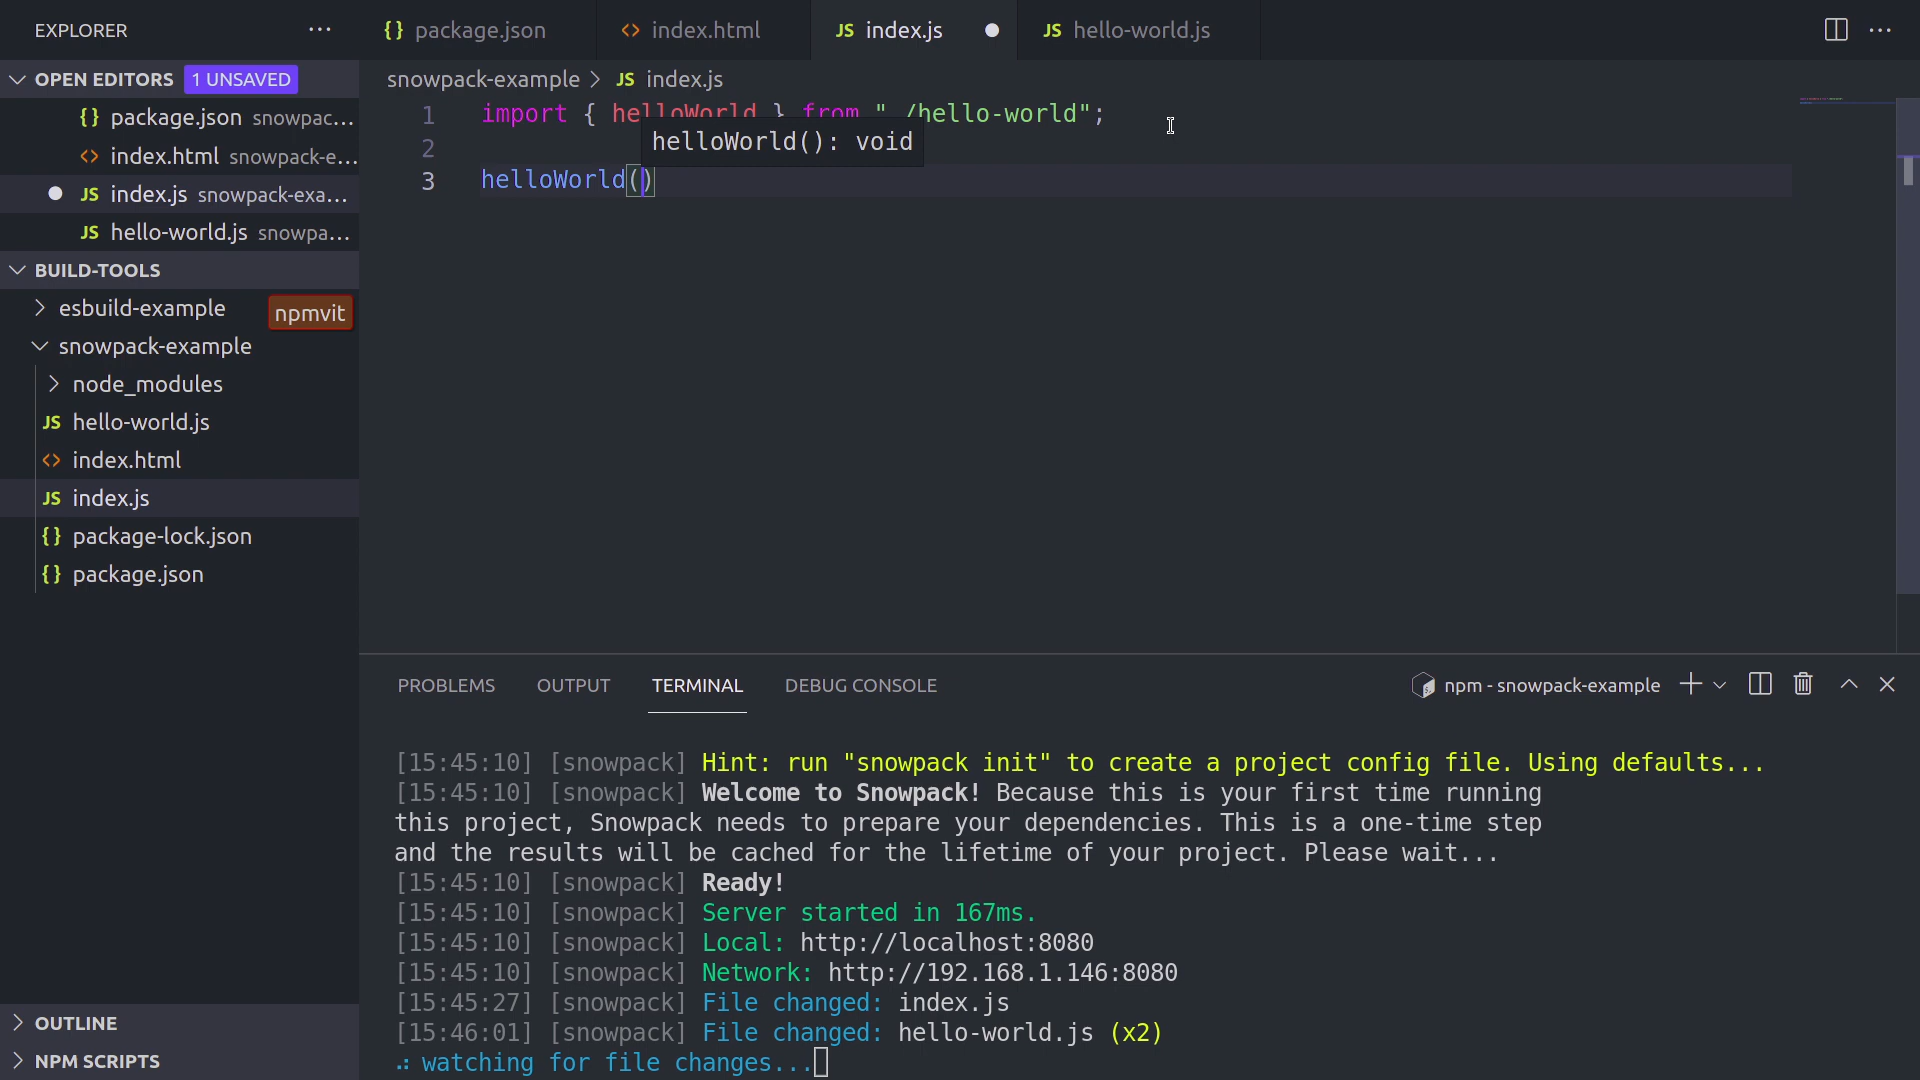 EXPLORER
package.json
index.html
JS index.js
JS hello-world.js
OPEN EDITORS 1 UNSAVED
{} package.json snowpac...
<> index.html snowpack-e...
JS index.js snowpack-exa...
JS hello-world.js snowpa...
BUILD-TOOLS
esbuild-example
npmvit
snowpack-example
node_modules
JS hello-world.js
<> index.html
JS index.js
{} package-lock.json
{} package.json
OUTLINE
NPM SCRIPTS
snowpack-example > JS index.js
1 import { helloWorld } from "./hello-world";
helloWorld(): void
2
3 helloWorld()
PROBLEMS OUTPUT TERMINAL DEBUG CONSOLE
npm - snowpack-example
[15:45:10] [snowpack] Hint: run "snowpack init" to create a project config file. Using defaults...
[15:45:10] [snowpack] Welcome to Snowpack! Because this is your first time running
this project, Snowpack needs to prepare your dependencies. This is a one-time step
and the results will be cached for the lifetime of your project. Please wait...
[15:45:10] [snowpack] Ready!
[15:45:10] [snowpack] Server started in 167ms.
[15:45:10] [snowpack] Local: http://localhost:8080
[15:45:10] [snowpack] Network: http://192.168.1.146:8080
[15:45:27] [snowpack] File changed: index.js
[15:46:01] [snowpack] File changed: hello-world.js (x2)
watching for file changes...